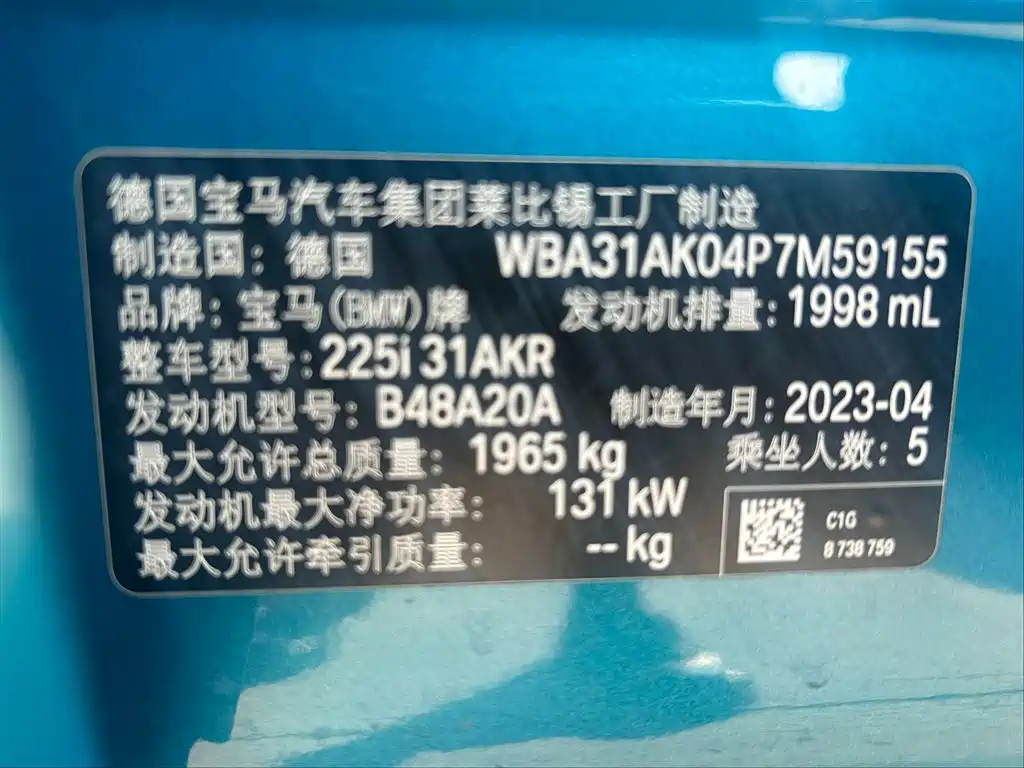 德国宝马汽车集团莱比锡工厂制造
制造国：德国 WBA31AK04P7M59155
品牌：宝马(BMW)牌 发动机排量：1998 mL
整车型号：225i 31AKR
发动机型号：B48A20A 制造年月：2023-04
最大允许总质量：1965 kg 乘坐人数：5
发动机最大净功率：131 kW
最大允许牵引质量：-- kg
C1G
8 738 759